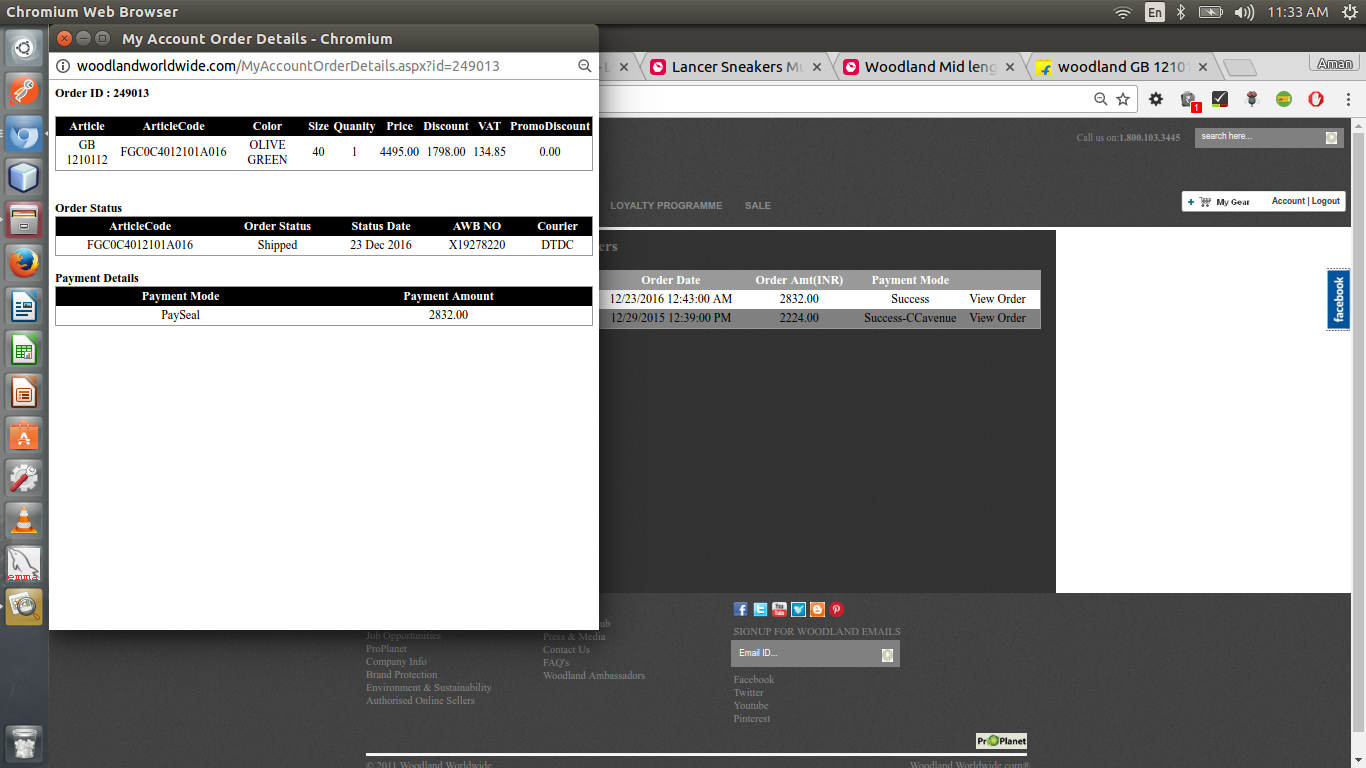 Chromium Web Browser
En
11:33 AM
My Account Order Details - Chromium
woodlandworldwide.com/MyAccountOrderDetails.aspx?id=249013
Lancer Sneakers Mu
Woodland Mid leng
woodland GB 1210
Aman
Order ID : 249013
Article ArticleCode Color Size Quanity Price Discount VAT PromoDiscount
GB 1210112 FGC0C4012101A016 OLIVE GREEN 40 1 4495.00 1798.00 134.85 0.00
Order Status
ArticleCode Order Status Status Date AWB NO Courier
FGC0C4012101A016 Shipped 23 Dec 2016 X19278220 DTDC
Payment Details
Payment Mode Payment Amount
PaySeal 2832.00
1
Call us on:1.800.103.3445
search here...
LOYALTY PROGRAMME SALE
+ My Gear Account | Logout
ers
Order Date Order Amt(INR) Payment Mode
12/23/2016 12:43:00 AM 2832.00 Success View Order
12/29/2015 12:39:00 PM 2224.00 Success-CCavenue View Order
facebook
Job Opportunities
ProPlanet
Company Info
Brand Protection
Environment & Sustainability
Authorised Online Sellers
ub
Press & Media
Contact Us
FAQ's
Woodland Ambassadors
You Tube
SIGNUP FOR WOODLAND EMAILS
Email ID...
Facebook
Twitter
Youtube
Pinterest
ProPlanet
© 2011 Woodland Worldwide
Woodland Worldwide.com®